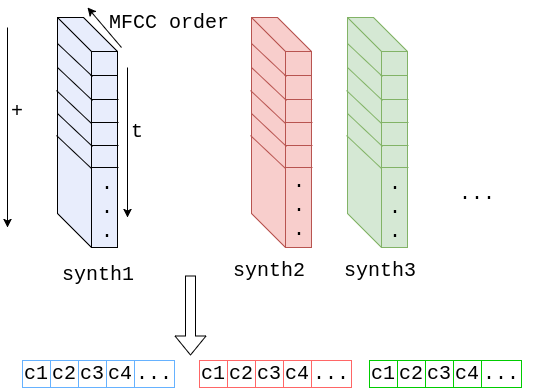 MFCC order
+
t
.
.
.
.
.
.
.
.
.
...
synth1
synth2
synth3
c1 c2 c3 c4 ...
c1 c2 c3 c4 ...
c1 c2 c3 c4 ...